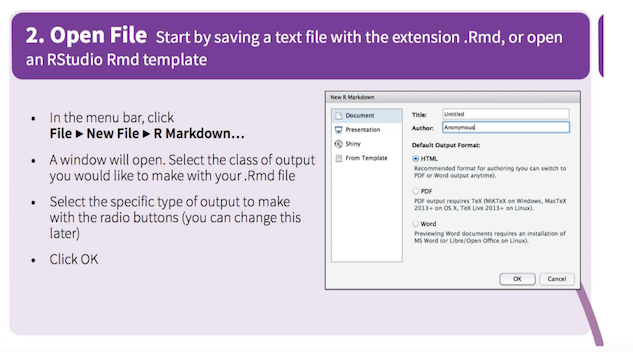 2. Open File Start by saving a text file with the extension .Rmd, or open
an RStudio Rmd template
• In the menu bar, click
File ▸ New File ▸ R Markdown…
• A window will open. Select the class of output
you would like to make with your .Rmd file
• Select the specific type of output to make
with the radio buttons (you can change this
later)
• Click OK
New R Markdown
Document
Presentation
Shiny
From Template
Title: Untitled
Author: Anonymous
Default Output Format:
HTML
Recommended format for authoring (you can switch to
PDF or Word output anytime).
PDF
PDF output requires TeX (MiKTeX on Windows, MacTeX
2013+ on OS X, TeX Live 2013+ on Linux).
Word
Previewing Word documents requires an installation of
MS Word (or Libre/Open Office on Linux).
OK Cancel